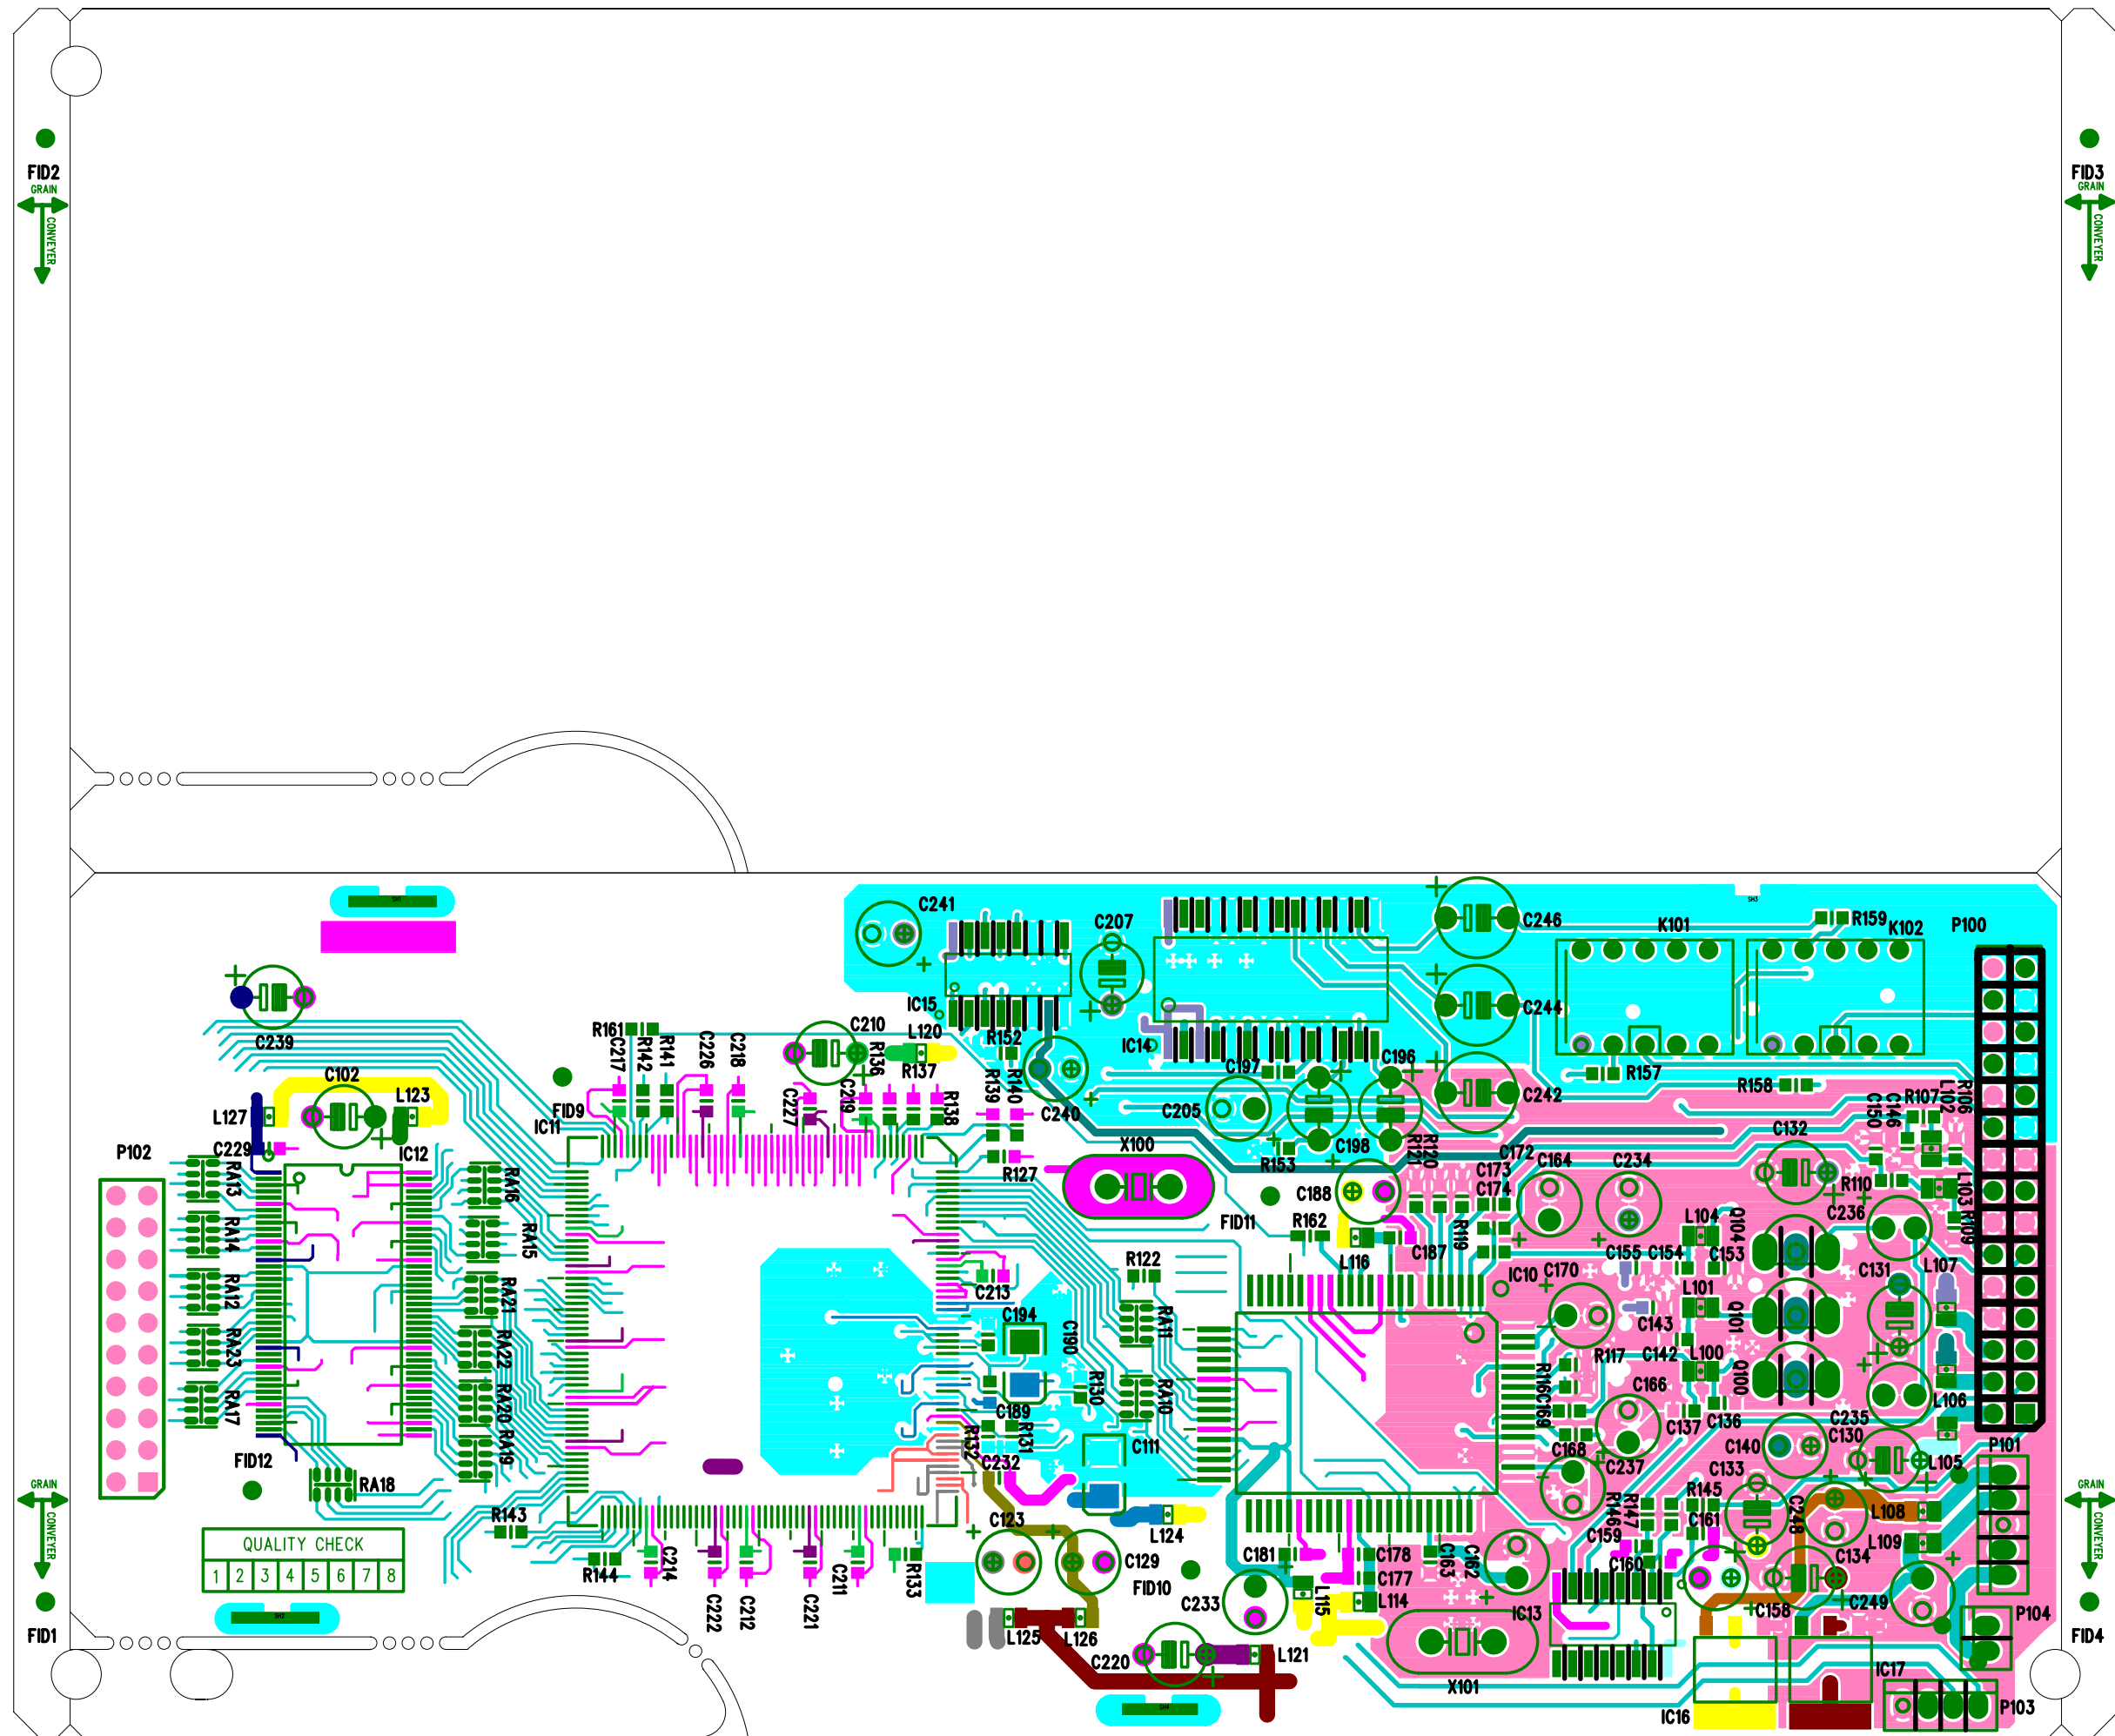 FID2
GRAIN
CONVEYER
FID3
GRAIN
CONVEYER
SH1
SH3
C241
C207
C246
K101
R159
K102
P100
IC15
C239
R161
C217
R142
R141
C226
C218
C210
R136
L120
R137
R152
IC14
C197
C196
C244
R157
R158
C102
L123
L127
C229
FID9
IC11
C227
C219
R138
R139
R140
C240
C205
C198
C242
R107
L102
R106
C150
C146
P102
IC12
RA13
RA16
R127
X100
R153
R121
R120
C172
C173
C174
C164
C234
C132
R110
L103
R109
C188
C236
RA14
RA15
FID11
R162
C187
R119
L104
Q104
L116
IC10
C170
C155
C154
C153
C131
L107
R122
C213
RA12
RA21
C194
C190
RA11
L101
Q101
C143
RA23
RA22
R117
C142
L100
Q100
L106
RA17
RA20
C189
R130
RA10
R116
C169
C166
C137
C136
C235
C130
RA19
R132
R131
C111
C168
C140
P101
FID12
C232
C237
C133
L105
RA18
GRAIN
CONVEYER
GRAIN
CONVEYER
R143
C123
L124
R146
R147
R145
C161
C248
L108
L109
QUALITY CHECK
1 2 3 4 5 6 7 8
R144
C214
C222
C212
C221
C211
R133
C129
FID10
C181
C178
C177
C163
C162
C159
C160
C134
SH2
C233
L115
L114
IC13
C158
C249
P104
FID1
L125
L126
C220
L121
FID4
X101
IC17
SH4
IC16
P103